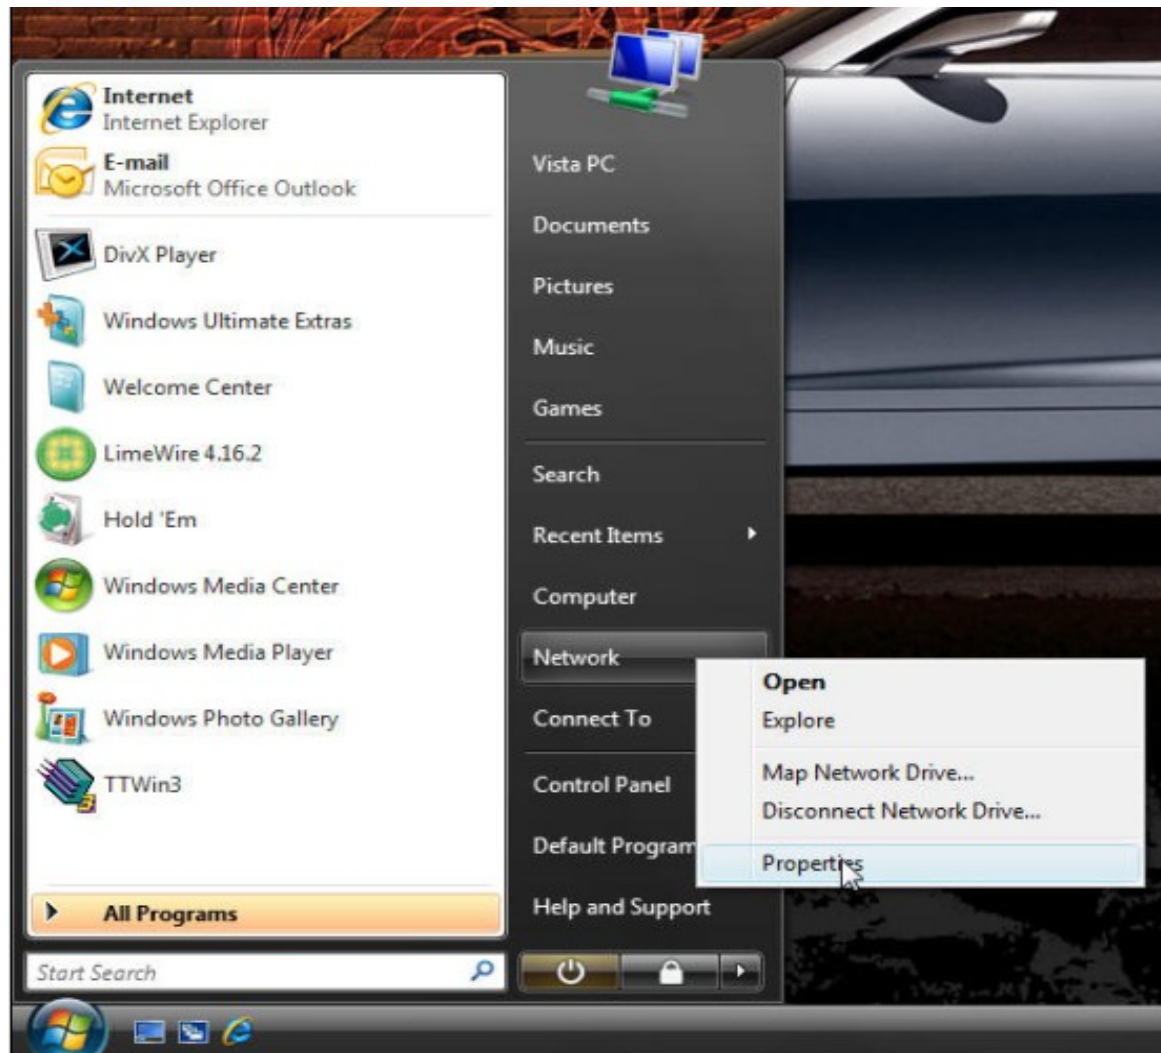 Internet
Internet Explorer
E-mail
Microsoft Office Outlook
DivX Player
Windows Ultimate Extras
Welcome Center
LimeWire 4.16.2
Hold 'Em
Windows Media Center
Windows Media Player
Windows Photo Gallery
TTWin3
All Programs
Start Search
Vista PC
Documents
Pictures
Music
Games
Search
Recent Items
Computer
Network
Connect To
Control Panel
Default Program
Help and Support
Open
Explore
Map Network Drive...
Disconnect Network Drive...
Properties